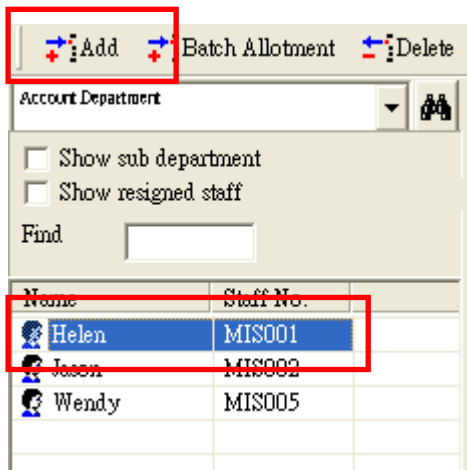 Add Batch Allotment Delete
Account Department
Show sub department
Show resigned staff
Find
Name Staff No.
Helen MIS001
Jason MIS002
Wendy MIS005